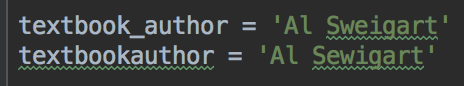 textbook_author = 'Al Sweigart'
textbookauthor = 'Al Sewigart'